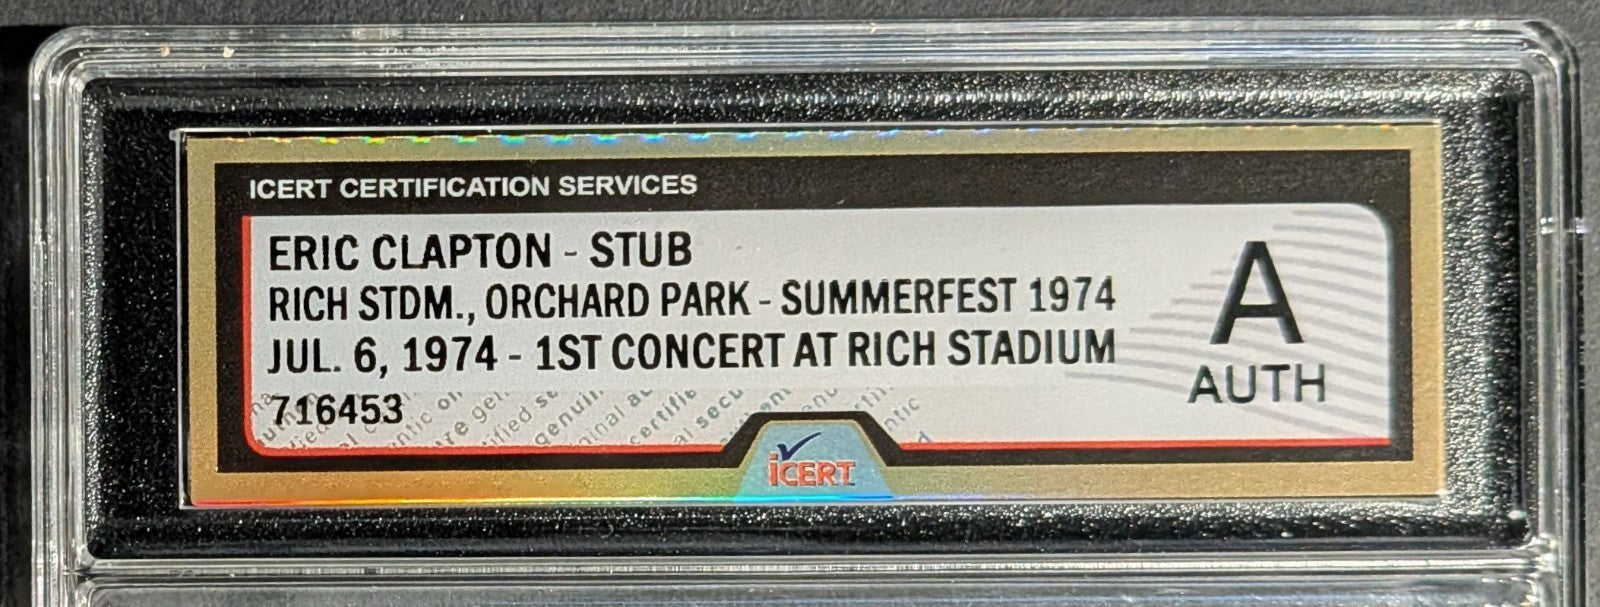 ICERT CERTIFICATION SERVICES
ERIC CLAPTON - STUB
RICH STDM., ORCHARD PARK - SUMMERFEST 1974
JUL. 6, 1974 - 1ST CONCERT AT RICH STADIUM
716453
A
AUTH
iCERT